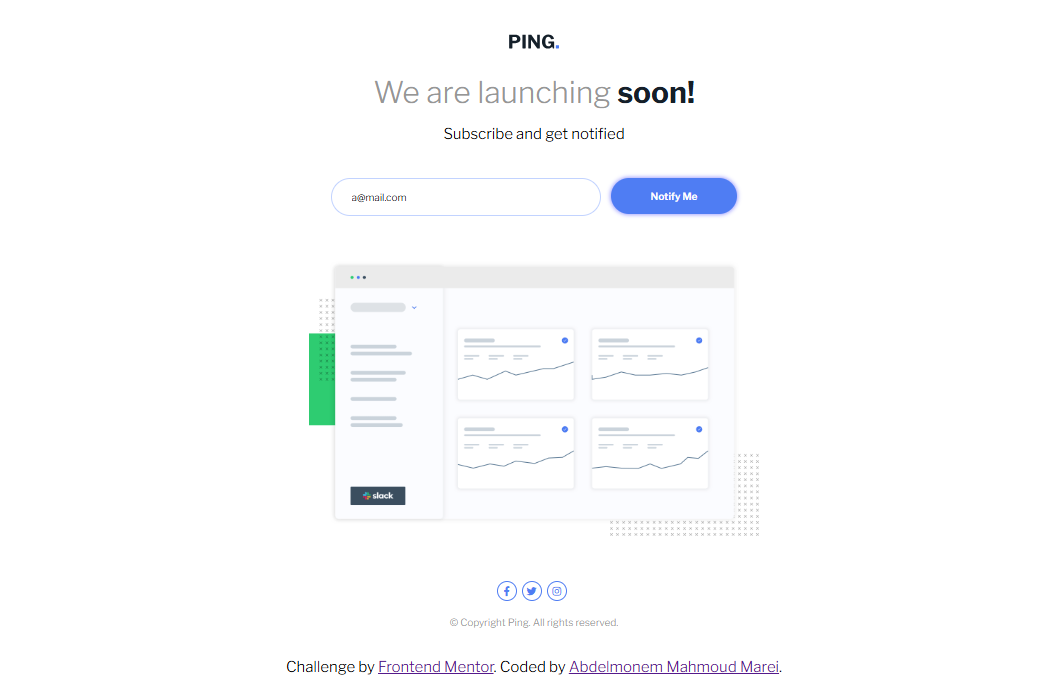 PING.
We are launching soon!
Subscribe and get notified
a@mail.com
Notify Me
slack
© Copyright Ping. All rights reserved.
Challenge by Frontend Mentor. Coded by Abdelmonem Mahmoud Marei.